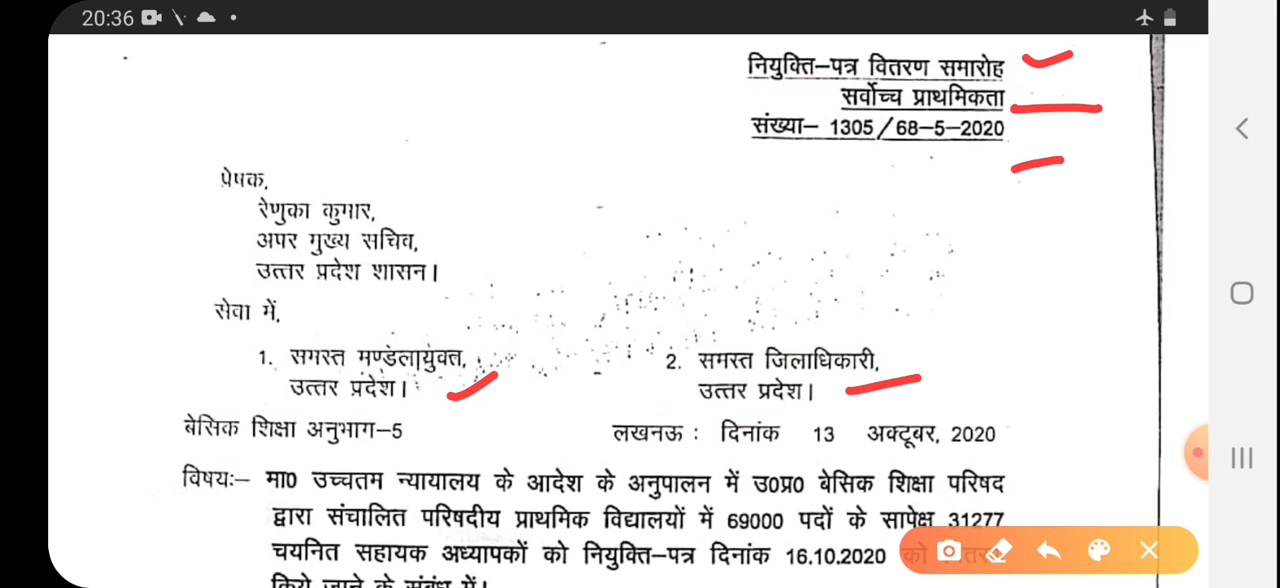 20:36
नियुक्ति–पत्र वितरण समारोह
सर्वोच्च प्राथमिकता
संख्या– 1305/68–5–2020
प्रेषक,
रेणुका कुमार,
अपर मुख्य सचिव,
उत्तर प्रदेश शासन।
सेवा में,
1. समस्त मण्डलायुक्त,
उत्तर प्रदेश।
2. समस्त जिलाधिकारी,
उत्तर प्रदेश।
बेसिक शिक्षा अनुभाग–5
लखनऊ : दिनांक 13 अक्टूबर, 2020
विषयः– मा0 उच्चतम न्यायालय के आदेश के अनुपालन में उ0प्र0 बेसिक शिक्षा परिषद
द्वारा संचालित परिषदीय प्राथमिक विद्यालयों में 69000 पदों के सापेक्ष 31277
चयनित सहायक अध्यापकों को नियुक्ति–पत्र दिनांक 16.10.2020 को
किये जाने के संबंध में।